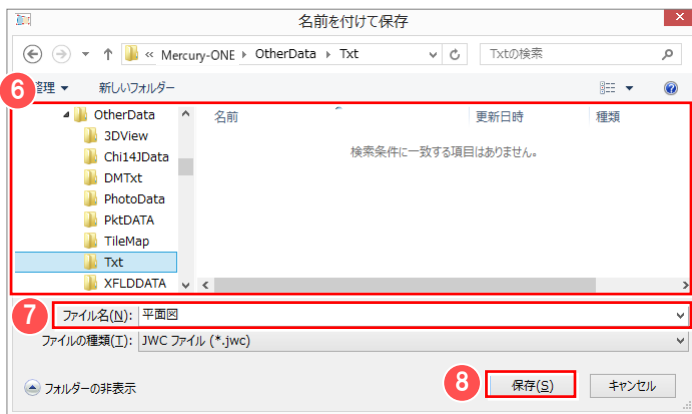 名前を付けて保存
« Mercury-ONE ▸ OtherData ▸ Txt Txtの検索
6 整理 ▼ 新しいフォルダー
OtherData 名前 更新日時 種類
3DView
検索条件に一致する項目はありません。
Chi14JData
DMTxt
PhotoData
PktDATA
TileMap
Txt
XFLDDATA
7 ファイル名(N): 平面図
ファイルの種類(T): JWC ファイル (*.jwc)
フォルダーの非表示 8 保存(S) キャンセル